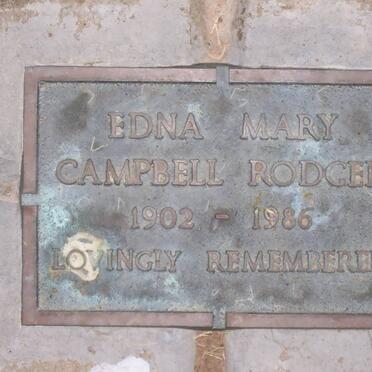 EDNA MARY
CAMPBELL RODGE
1902 - 1986
LOVINGLY REMEMBERE